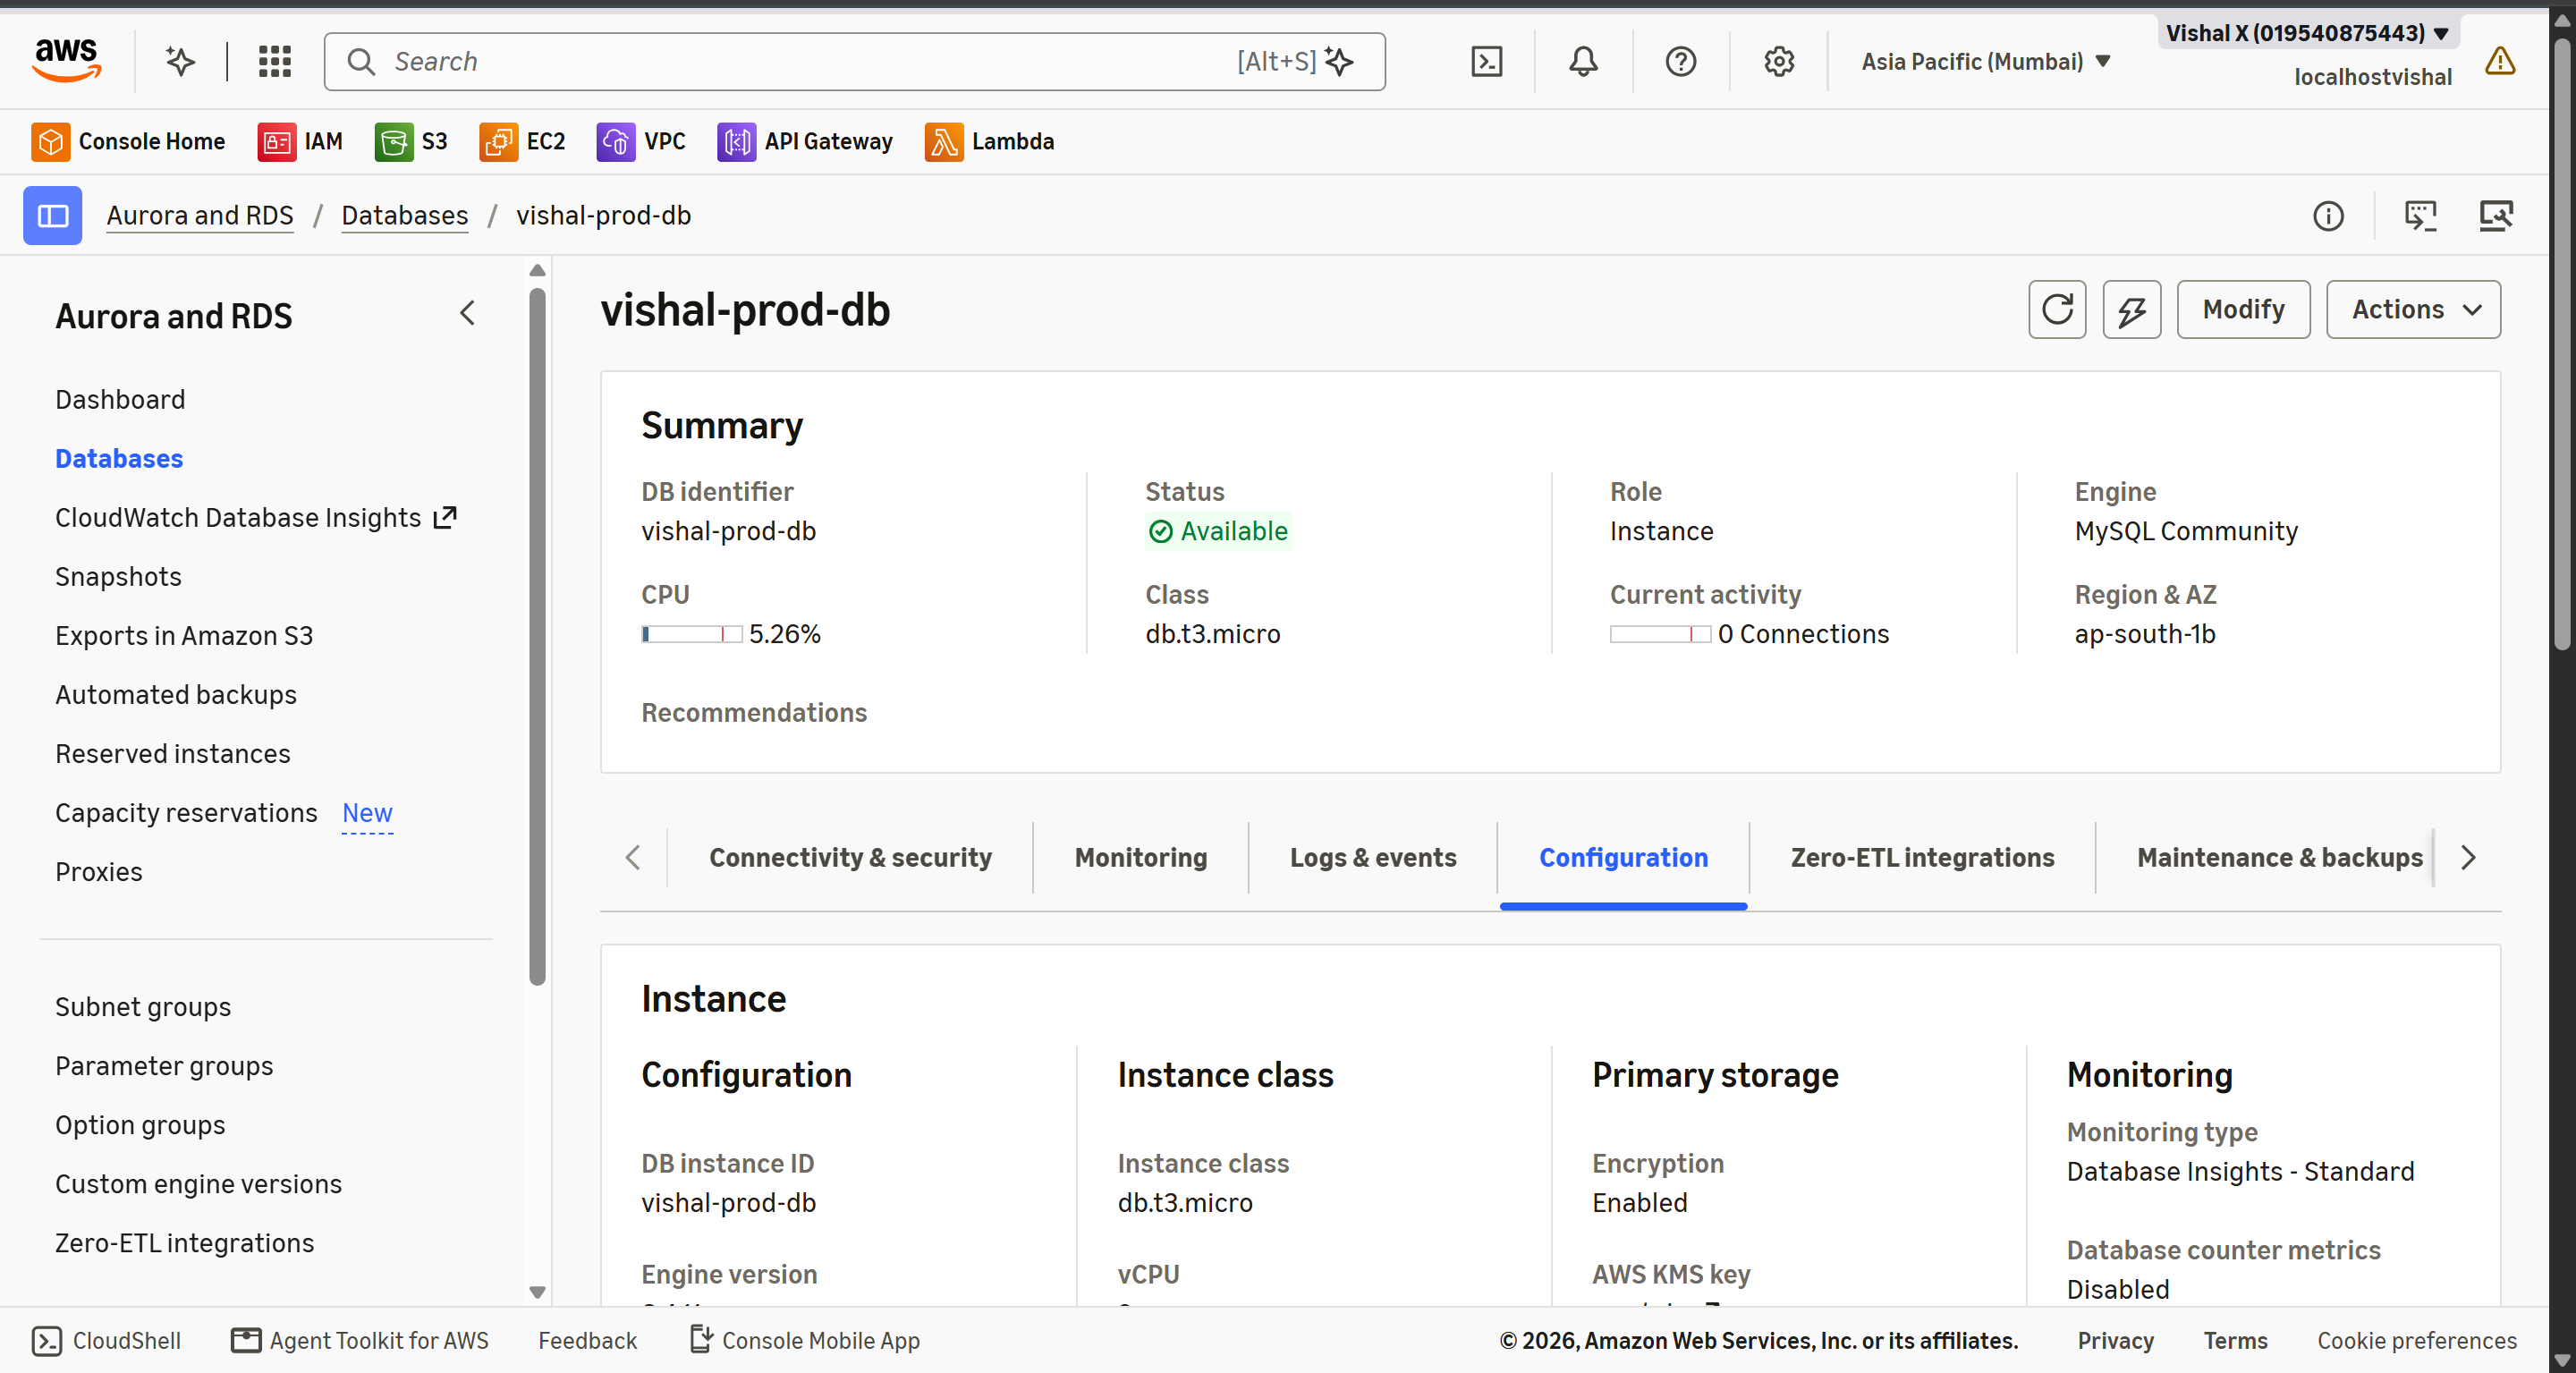 aws
Search
[Alt+S]
Asia Pacific (Mumbai)
Vishal X (019540875443)
localhostvishal
Console Home
IAM
S3
EC2
VPC
API Gateway
Lambda
Aurora and RDS / Databases / vishal-prod-db
Aurora and RDS
Dashboard
Databases
CloudWatch Database Insights
Snapshots
Exports in Amazon S3
Automated backups
Reserved instances
Capacity reservations New
Proxies
Subnet groups
Parameter groups
Option groups
Custom engine versions
Zero-ETL integrations
vishal-prod-db
Modify
Actions
Summary
DB identifier
vishal-prod-db
Status
Available
Role
Instance
Engine
MySQL Community
CPU
5.26%
Class
db.t3.micro
Current activity
0 Connections
Region & AZ
ap-south-1b
Recommendations
Connectivity & security
Monitoring
Logs & events
Configuration
Zero-ETL integrations
Maintenance & backups
Instance
Configuration
DB instance ID
vishal-prod-db
Engine version
Instance class
Instance class
db.t3.micro
vCPU
Primary storage
Encryption
Enabled
AWS KMS key
Monitoring
Monitoring type
Database Insights - Standard
Database counter metrics
Disabled
CloudShell
Agent Toolkit for AWS
Feedback
Console Mobile App
© 2026, Amazon Web Services, Inc. or its affiliates.
Privacy
Terms
Cookie preferences